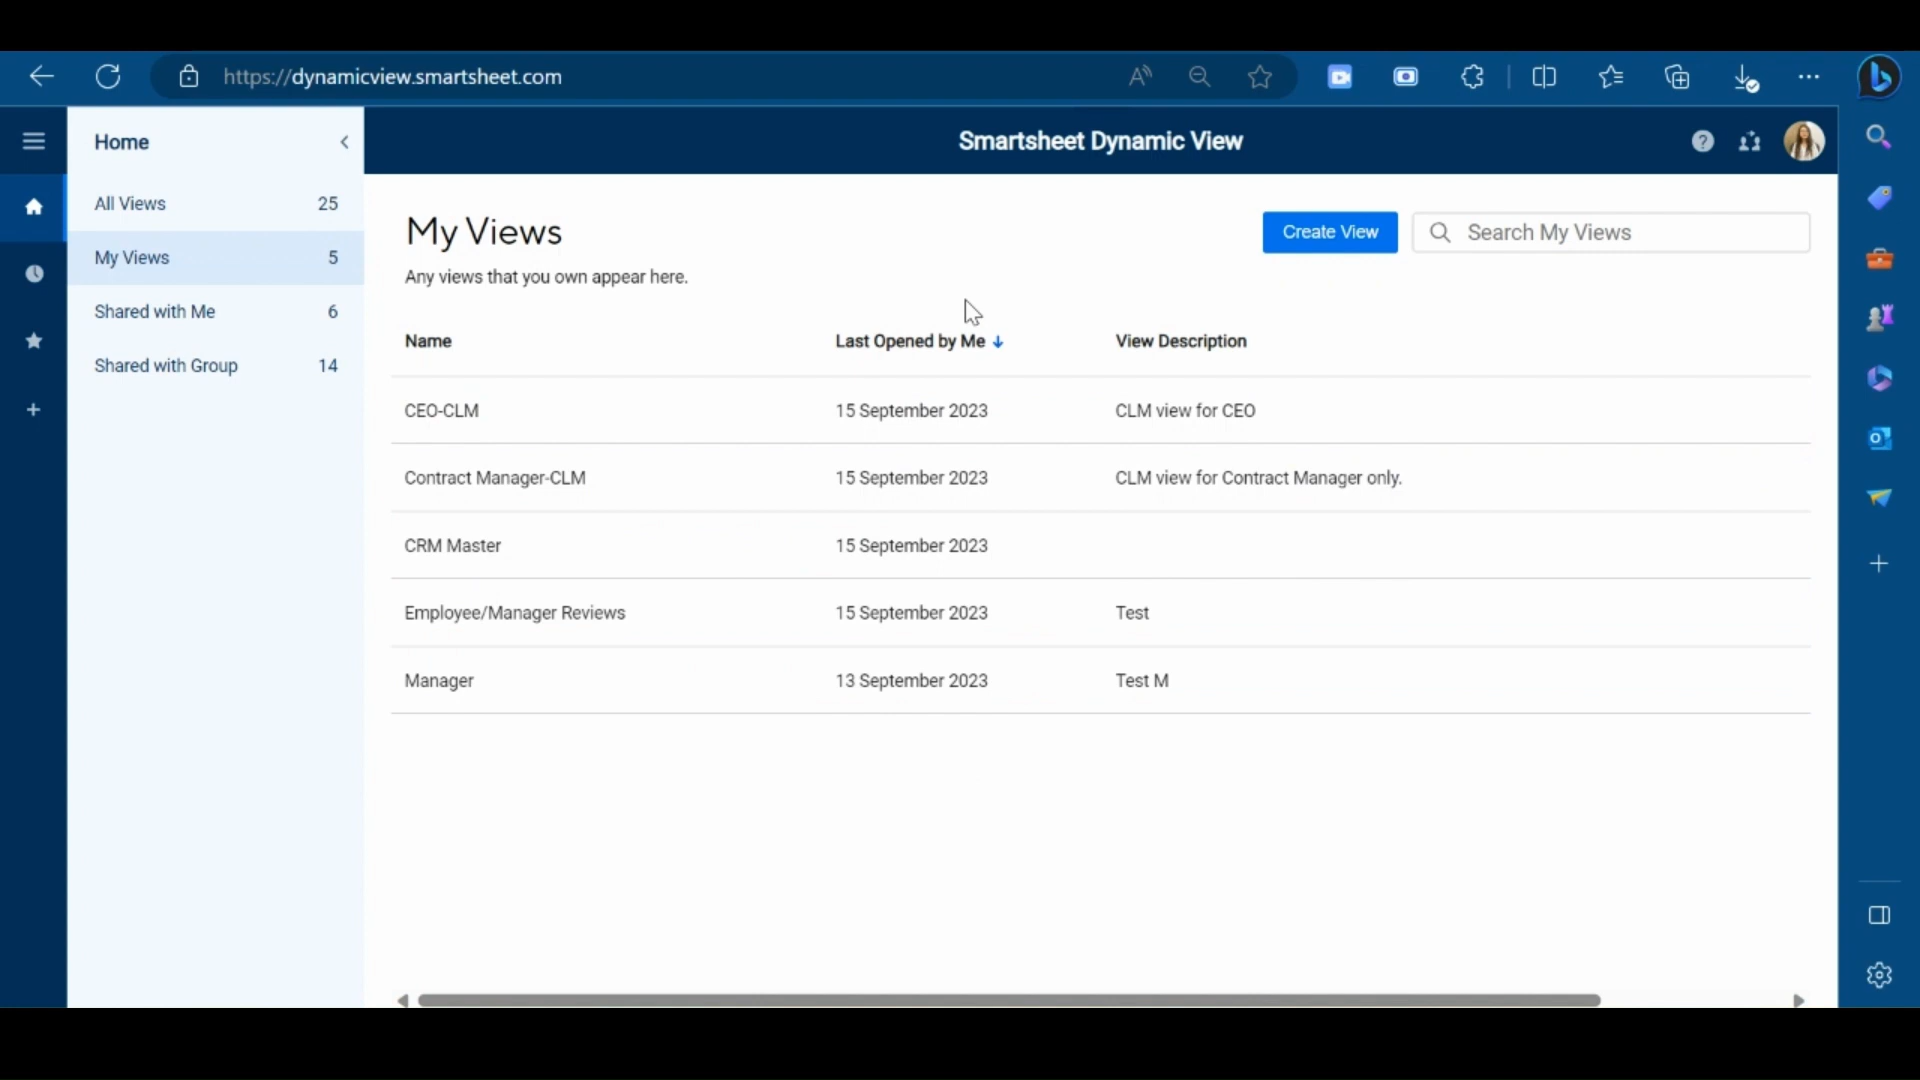 https://dynamicview.smartsheet.com
Home
Smartsheet Dynamic View
All Views 25
My Views 5
Shared with Me 6
Shared with Group 14
My Views
Create View
Search My Views
Any views that you own appear here.
Name Last Opened by Me View Description
CEO-CLM 15 September 2023 CLM view for CEO
Contract Manager-CLM 15 September 2023 CLM view for Contract Manager only.
CRM Master 15 September 2023
Employee/Manager Reviews 15 September 2023 Test
Manager 13 September 2023 Test M